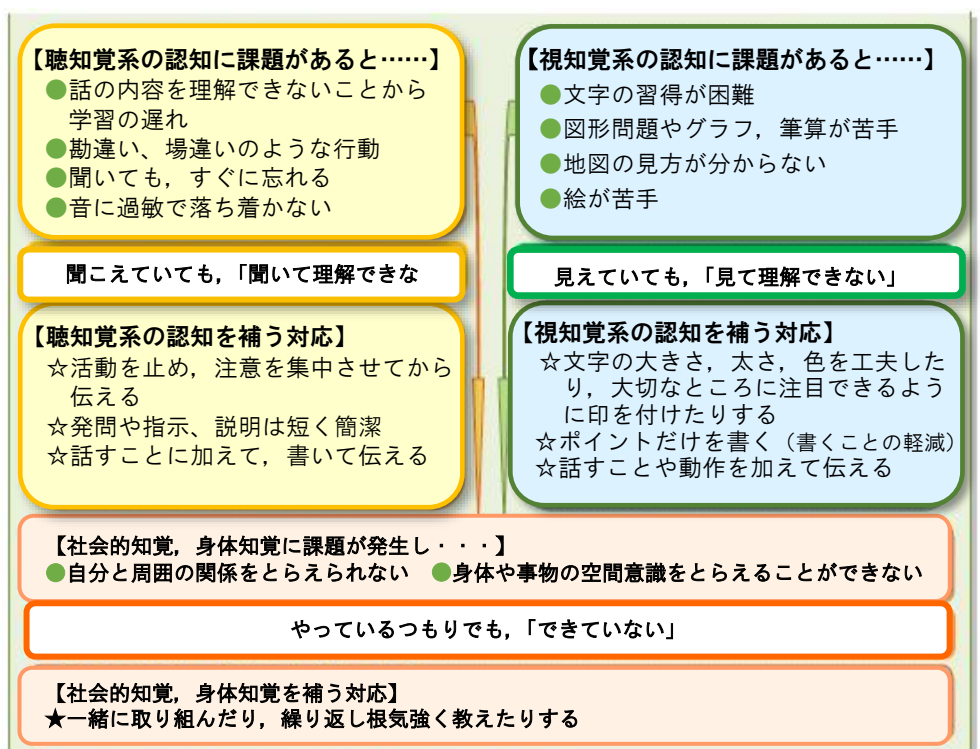 【聴知覚系の認知に課題があると……】
●話の内容を理解できないことから
学習の遅れ
●勘違い、場違いのような行動
●聞いても，すぐに忘れる
●音に過敏で落ち着かない
聞こえていても，「聞いて理解できな
【聴知覚系の認知を補う対応】
☆活動を止め，注意を集中させてから
伝える
☆発問や指示、説明は短く簡潔
☆話すことに加えて，書いて伝える
【視知覚系の認知に課題があると……】
●文字の習得が困難
●図形問題やグラフ，筆算が苦手
●地図の見方が分からない
●絵が苦手
見えていても，「見て理解できない」
【視知覚系の認知を補う対応】
☆文字の大きさ，太さ，色を工夫した
り，大切なところに注目できるよう
に印を付けたりする
☆ポイントだけを書く（書くことの軽減）
☆話すことや動作を加えて伝える
【社会的知覚，身体知覚に課題が発生し・・・】
●自分と周囲の関係をとらえられない　●身体や事物の空間意識をとらえることができない
やっているつもりでも，「できていない」
【社会的知覚，身体知覚を補う対応】
★一緒に取り組んだり，繰り返し根気強く教えたりする